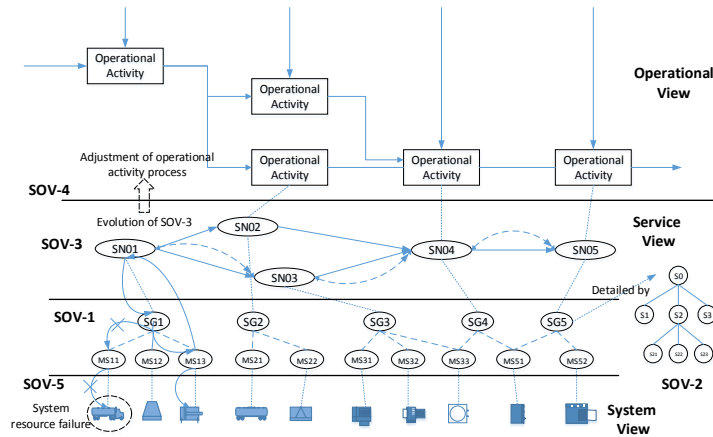 Operational
Activity
Operational
View
Operational
Activity
Operational
Activity
Operational
Activity
Operational
Activity
Adjustment of operational
activity process
SOV-4
Evolution of SOV-3
Service
View
SOV-3
SN01
SN02
SN03
SN04
SN05
Detailed by
S0
S1
S2
S3
S21
S22
S23
SOV-2
SOV-1
SG1
SG2
SG3
SG4
SG5
MS11
MS12
MS13
MS21
MS22
MS31
MS32
MS33
MS51
MS52
SOV-5
System
resource failure
System
View